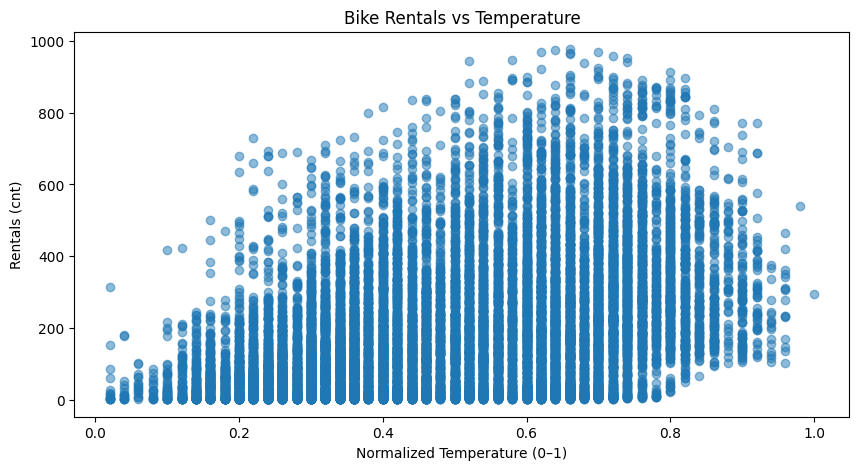 Bike Rentals vs Temperature
1000
800
600
400
200
0
Rentals (cnt)
0.0 0.2 0.4 0.6 0.8 1.0
Normalized Temperature (0–1)